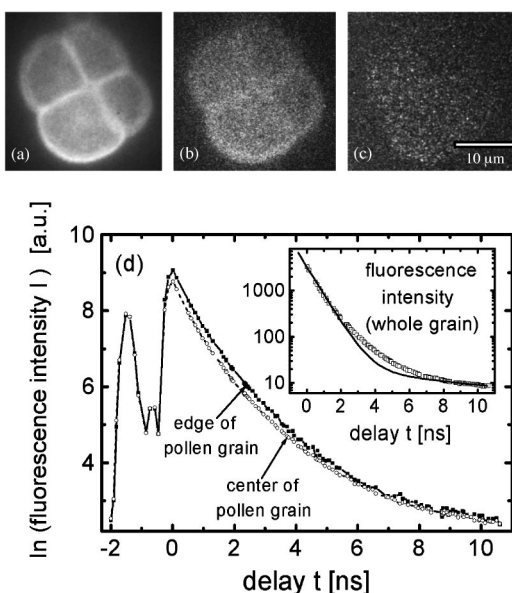 (a)
(b)
(c)
10 µm
(d)
ln (fluorescence intensity I ) [a.u.]
10
8
6
4
-2
0
2
4
6
8
10
delay t [ns]
edge of
pollen grain
center of
pollen grain
fluorescence
intensity
(whole grain)
1000
100
10
0
2
4
6
8
10
delay t [ns]